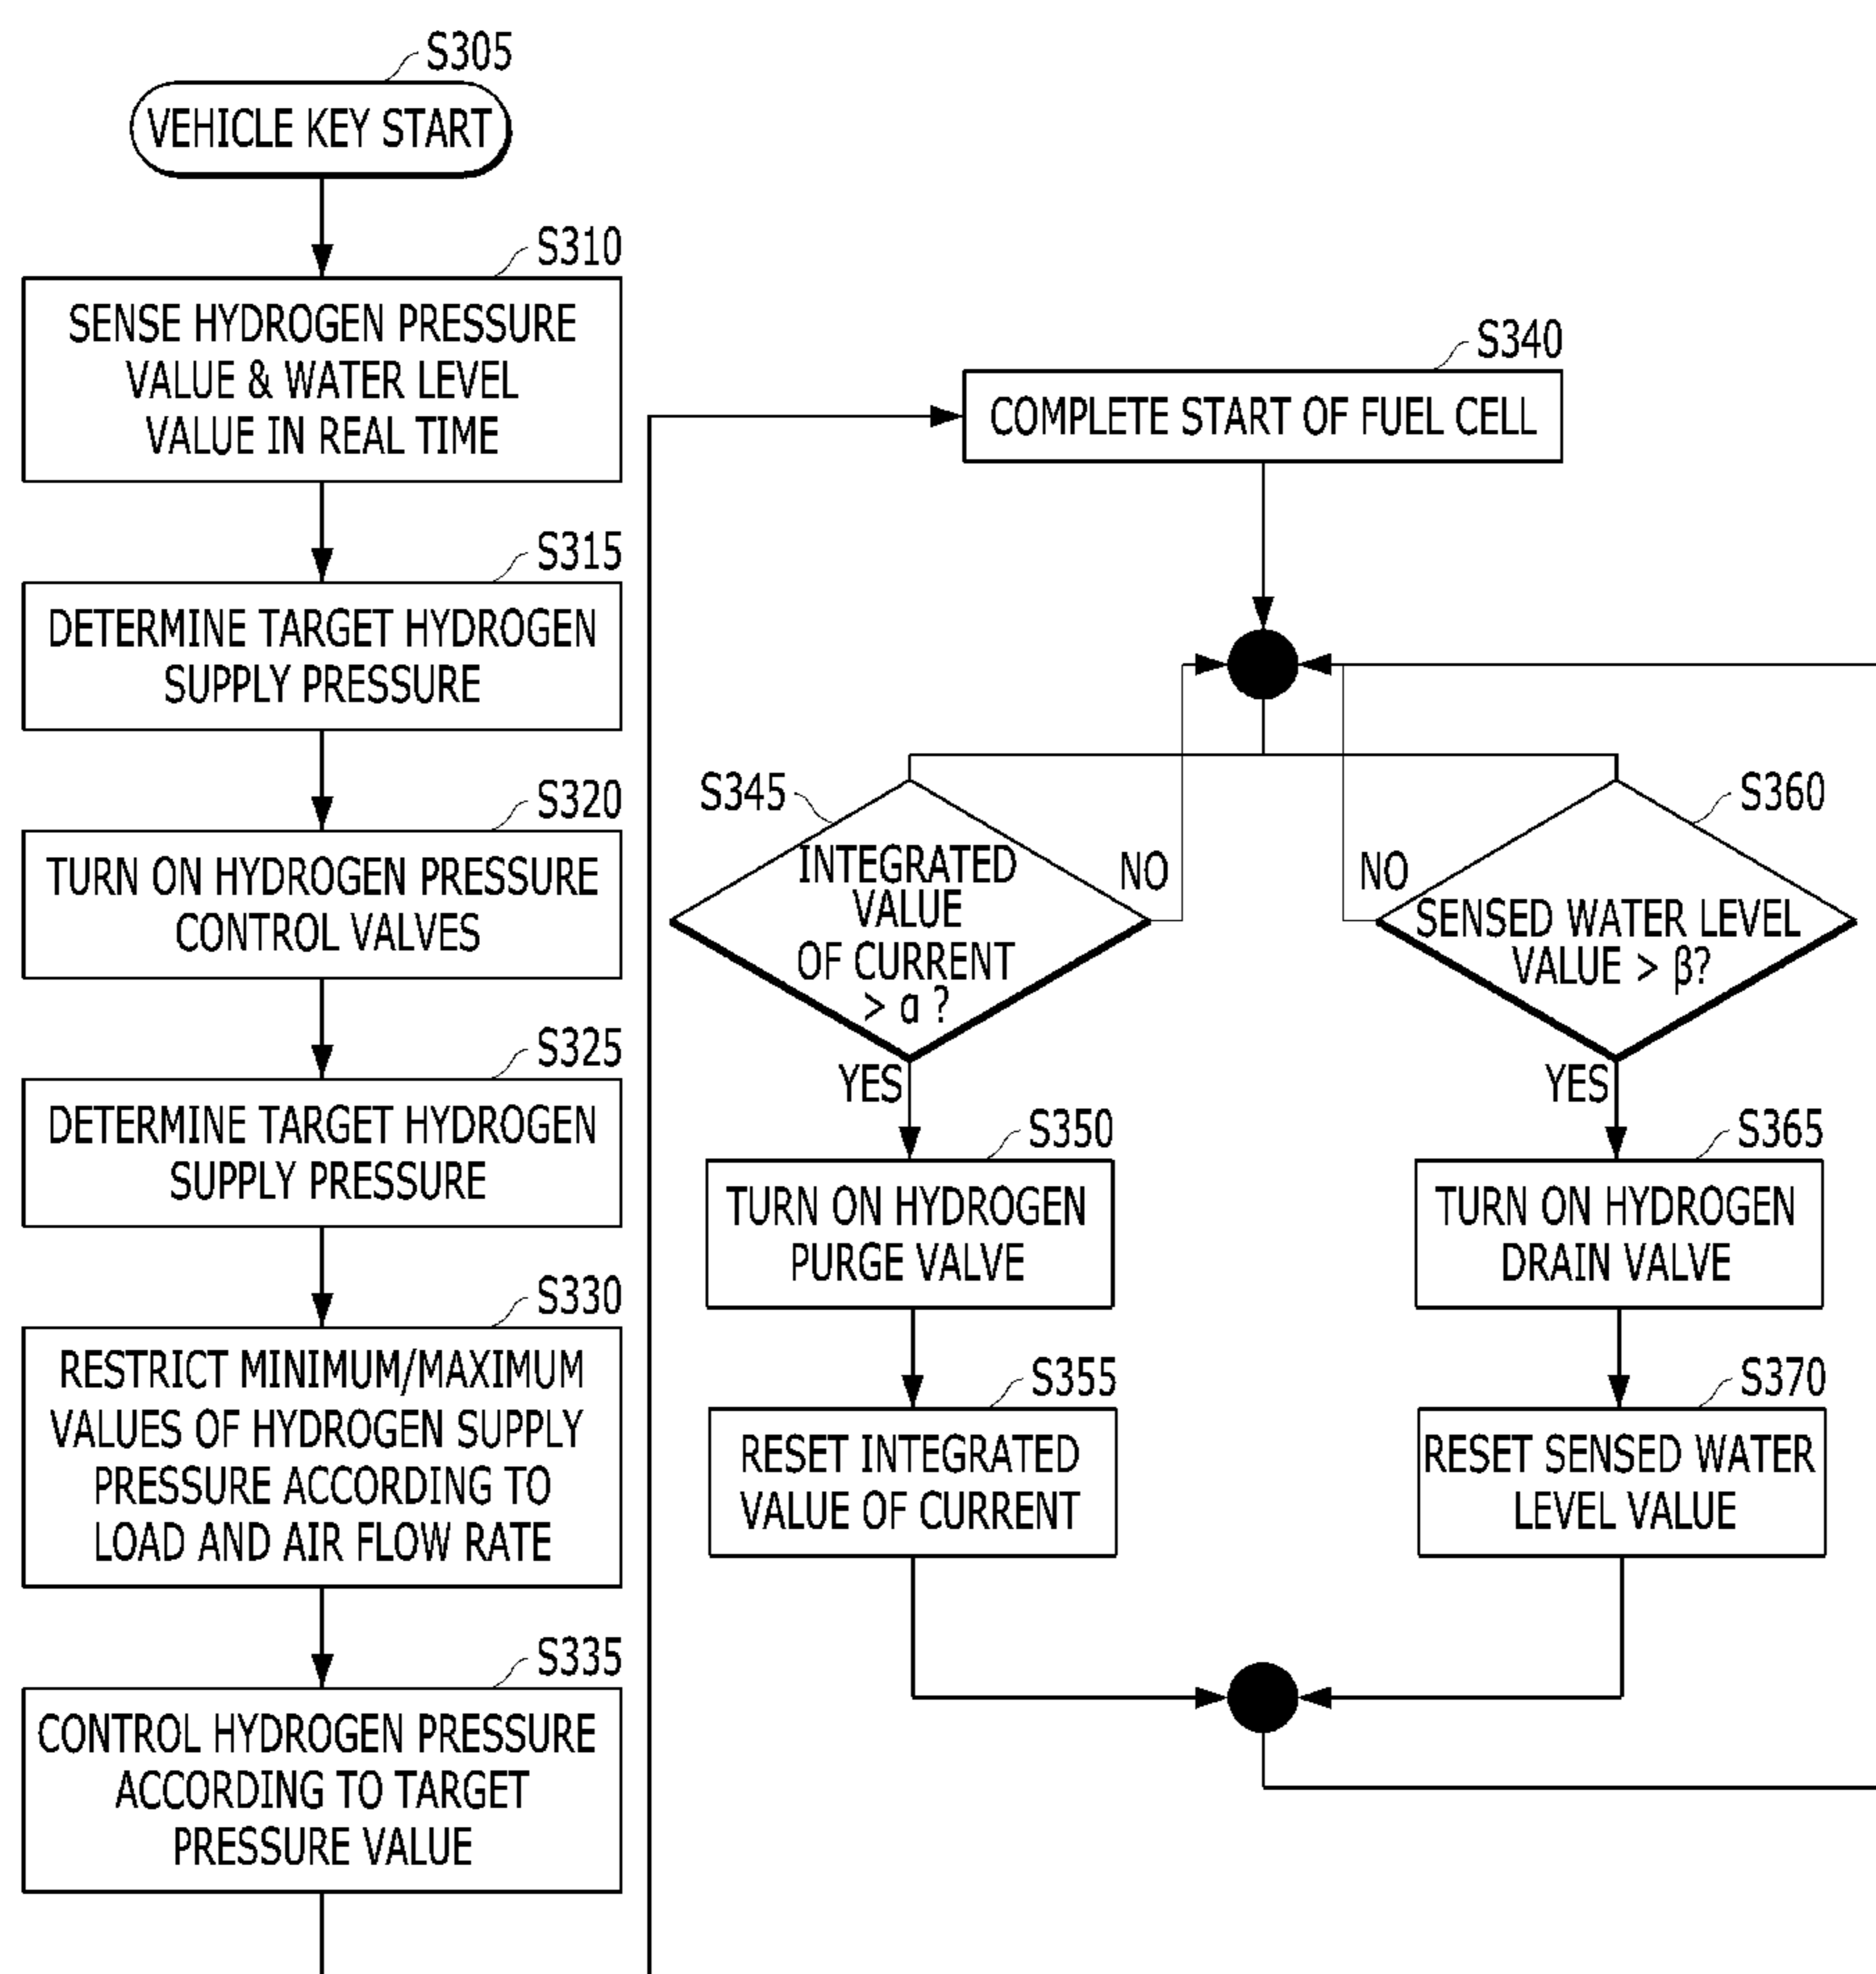 S305
VEHICLE KEY START
S310
SENSE HYDROGEN PRESSURE
VALUE & WATER LEVEL
VALUE IN REAL TIME
S315
DETERMINE TARGET HYDROGEN
SUPPLY PRESSURE
S320
TURN ON HYDROGEN PRESSURE
CONTROL VALVES
S325
DETERMINE TARGET HYDROGEN
SUPPLY PRESSURE
S330
RESTRICT MINIMUM/MAXIMUM
VALUES OF HYDROGEN SUPPLY
PRESSURE ACCORDING TO
LOAD AND AIR FLOW RATE
S335
CONTROL HYDROGEN PRESSURE
ACCORDING TO TARGET
PRESSURE VALUE
S340
COMPLETE START OF FUEL CELL
S345
INTEGRATED
VALUE
OF CURRENT
> α ?
NO
YES
S350
TURN ON HYDROGEN
PURGE VALVE
S355
RESET INTEGRATED
VALUE OF CURRENT
S360
NO
SENSED WATER LEVEL
VALUE > β?
YES
S365
TURN ON HYDROGEN
DRAIN VALVE
S370
RESET SENSED WATER
LEVEL VALUE